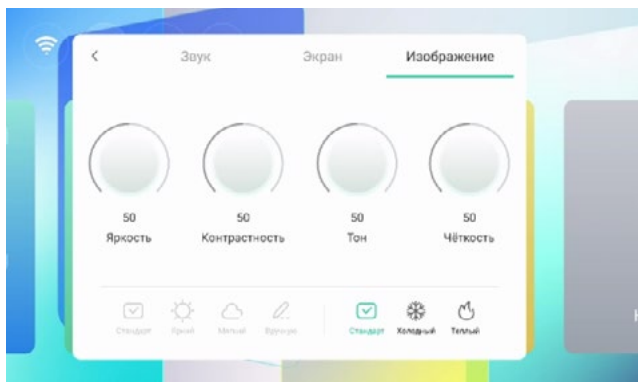 Звук Экран Изображение
50 50 50 50
Яркость Контрастность Тон Чёткость
Стандарт Яркий Мягкий Вручную Стандарт Холодный Теплый